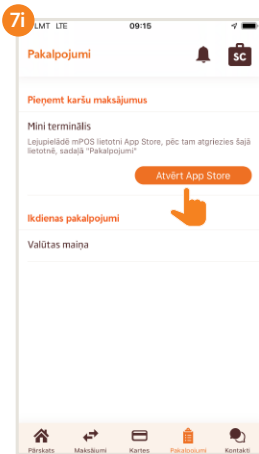 7i
LMT LTE 09:15
Pakalpojumi
SC
Pieņemt karšu maksājumus
Mini terminālis
Lejupielādē mPOS lietotni App Store, pēc tam atgriezies šajā
lietotnē, sadaļā "Pakalpojumi"
Atvērt App Store
Ikdienas pakalpojumi
Valūtas maiņa
Pārskats Maksājumi Kartes Pakalpojumi Kontakti